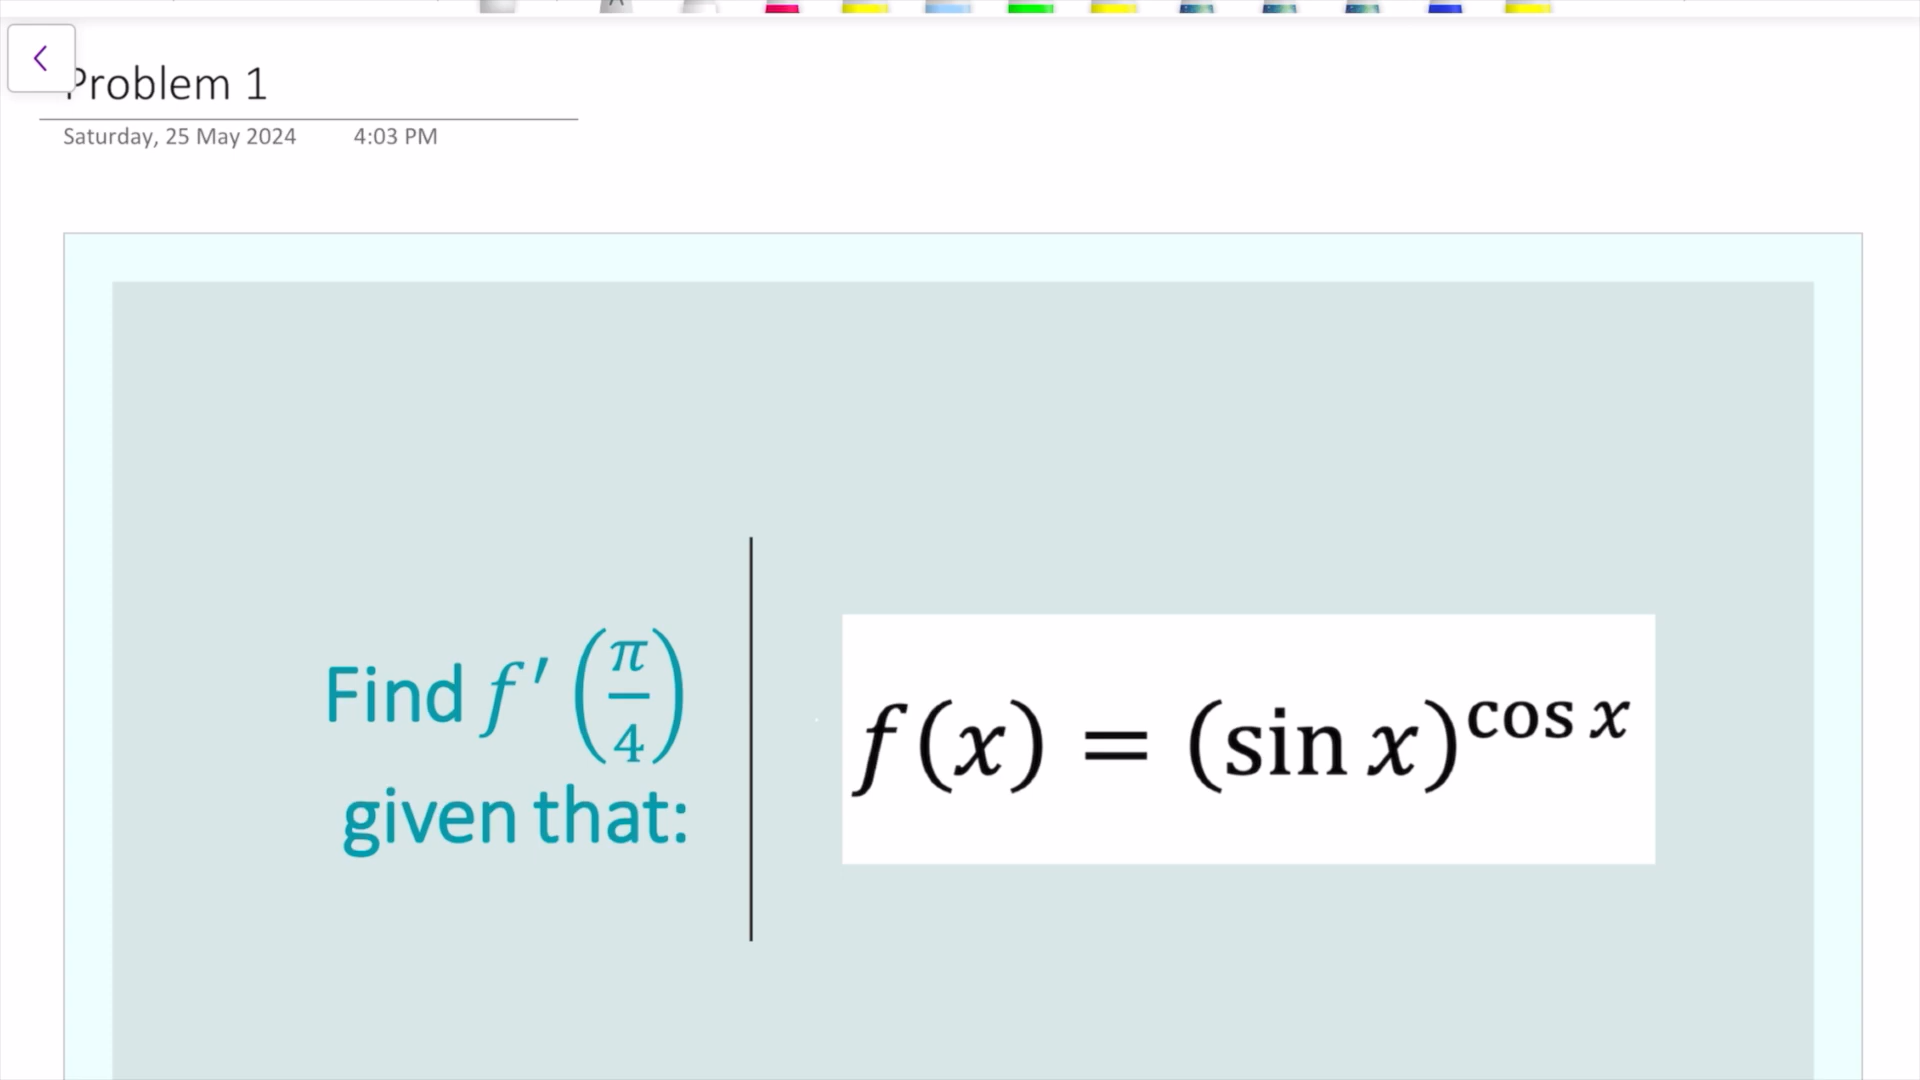 Problem 1
Saturday, 25 May 2024 4:03 PM
Find f′(π/4)
given that:
f(x) = (sin x)^cos x